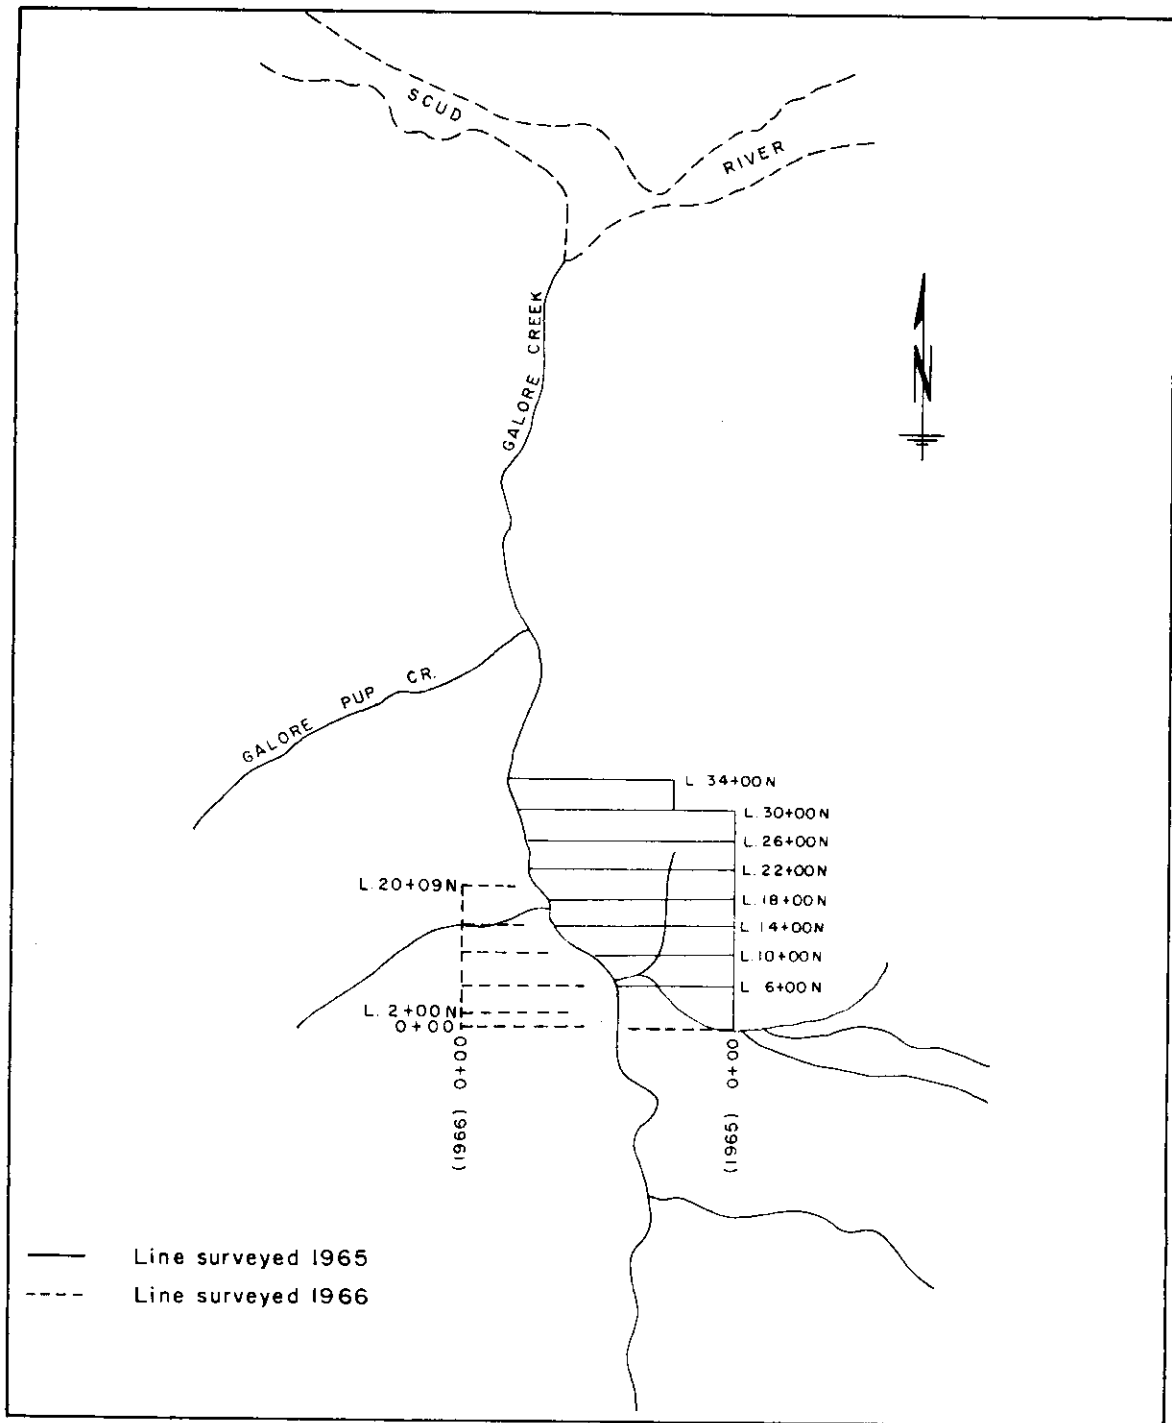 SCUD
RIVER
GALORE CREEK
N
GALORE PUP CR.
L. 34+00N
L. 30+00N
L. 26+00N
L. 22+00N
L. 20+09N
L. 18+00N
L. 14+00N
L. 10+00N
L. 6+00N
L. 2+00N
0+00
(1966) 0+00
(1965) 0+00
Line surveyed 1965
Line surveyed 1966